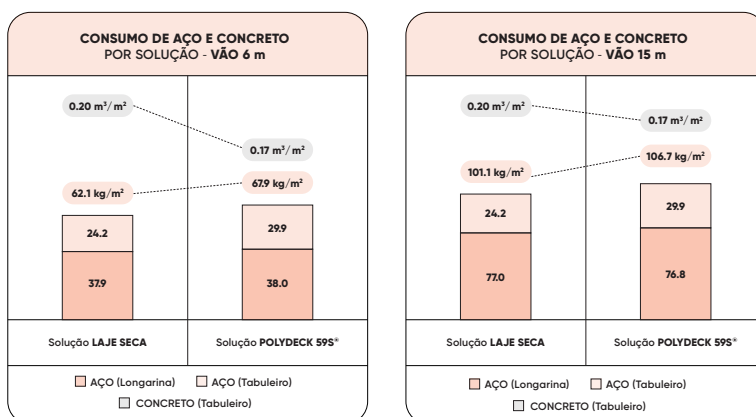 CONSUMO DE AÇO E CONCRETO
POR SOLUÇÃO - VÃO 6 m
0.20 m³/m²
0.17 m³/m²
62.1 kg/m²
67.9 kg/m²
24.2
29.9
37.9
38.0
Solução LAJE SECA
Solução POLYDECK 59S®
AÇO (Longarina)
AÇO (Tabuleiro)
CONCRETO (Tabuleiro)
CONSUMO DE AÇO E CONCRETO
POR SOLUÇÃO - VÃO 15 m
0.20 m³/m²
0.17 m³/m²
101.1 kg/m²
106.7 kg/m²
24.2
29.9
77.0
76.8
Solução LAJE SECA
Solução POLYDECK 59S®
AÇO (Longarina)
AÇO (Tabuleiro)
CONCRETO (Tabuleiro)